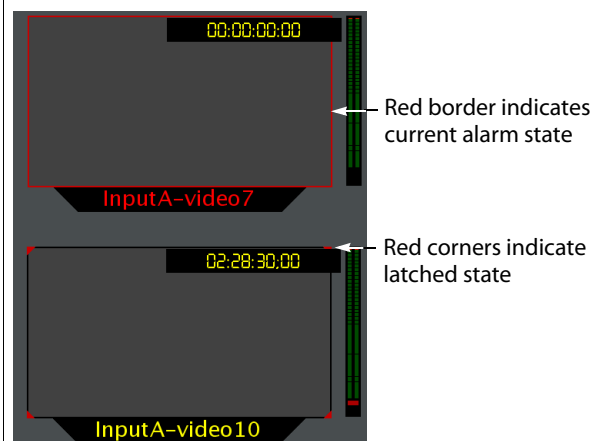 00:00:00:00
Red border indicates
current alarm state
InputA-video7
02:28:30;00
Red corners indicate
latched state
InputA-video10